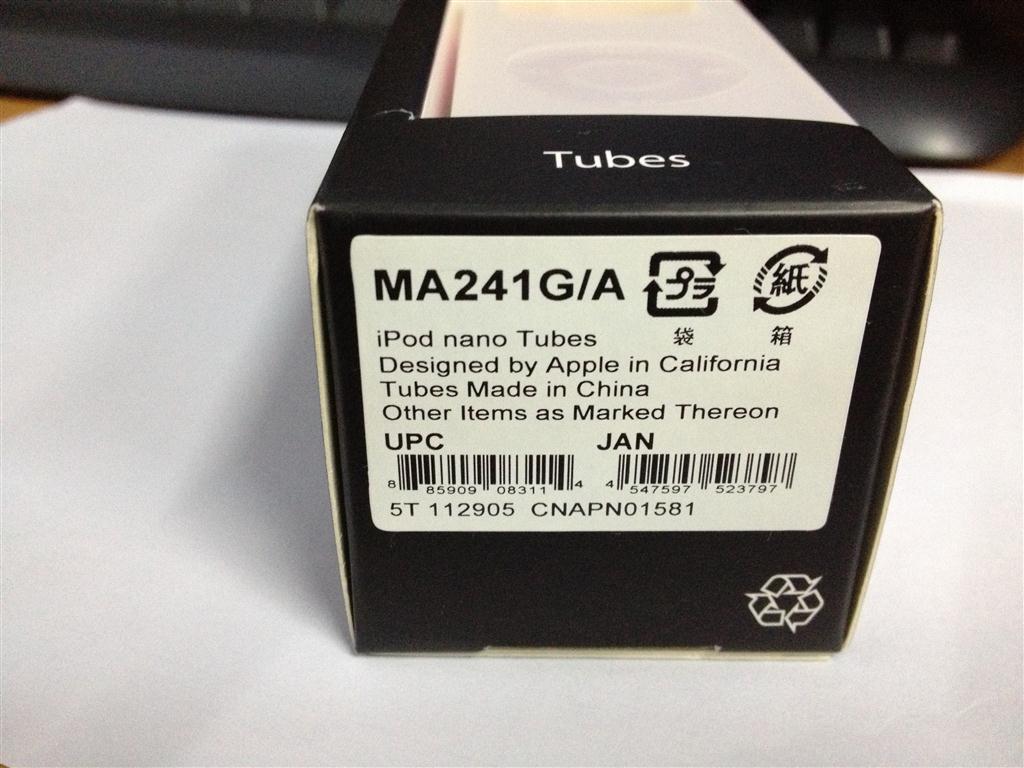 Tubes
MA241G/A プラ 紙
袋 箱
iPod nano Tubes
Designed by Apple in California
Tubes Made in China
Other Items as Marked Thereon
UPC JAN
8 85909 08311 4 4 547597 523797
5T 112905 CNAPN01581